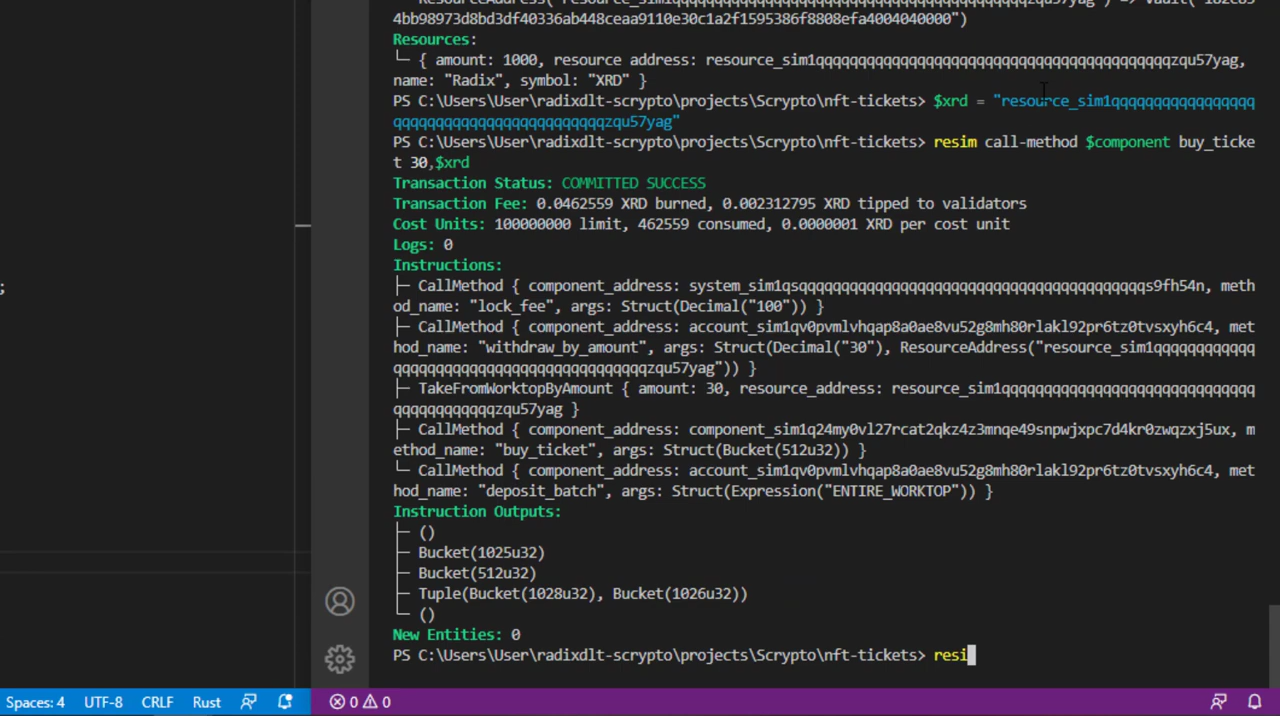 4bb98973d8bd3df40336ab448ceaa9110e30c1a2f1595386f8808efa4004040000")
Resources:
└─ { amount: 1000, resource address: resource_sim1qqqqqqqqqqqqqqqqqqqqqqqqqqqqqqqqqqqqqqqqqqzqu57yag,
name: "Radix", symbol: "XRD" }
PS C:\Users\User\radixdlt-scrypto\projects\Scrypto\nft-tickets> $xrd = "resource_sim1qqqqqqqqqqqqqqqqq
qqqqqqqqqqqqqqqqqqqqqqqqqzqu57yag"
PS C:\Users\User\radixdlt-scrypto\projects\Scrypto\nft-tickets> resim call-method $component buy_ticke
t 30,$xrd
Transaction Status: COMMITTED SUCCESS
Transaction Fee: 0.0462559 XRD burned, 0.002312795 XRD tipped to validators
Cost Units: 100000000 limit, 462559 consumed, 0.0000001 XRD per cost unit
Logs: 0
Instructions:
├─ CallMethod { component_address: system_sim1qsqqqqqqqqqqqqqqqqqqqqqqqqqqqqqqqqqqqqqqqqqs9fh54n, meth
od_name: "lock_fee", args: Struct(Decimal("100")) }
├─ CallMethod { component_address: account_sim1qv0pvmlvhqap8a0ae8vu52g8mh80rlakl92pr6tz0tvsxyh6c4, met
hod_name: "withdraw_by_amount", args: Struct(Decimal("30"), ResourceAddress("resource_sim1qqqqqqqqqqqq
qqqqqqqqqqqqqqqqqqqqqqqqqqqqqqzqu57yag")) }
├─ TakeFromWorktopByAmount { amount: 30, resource_address: resource_sim1qqqqqqqqqqqqqqqqqqqqqqqqqqqqqq
qqqqqqqqqqqqzqu57yag }
├─ CallMethod { component_address: component_sim1q24my0vl27rcat2qkz4z3mnqe49snpwjxpc7d4kr0zwqzxj5ux, m
ethod_name: "buy_ticket", args: Struct(Bucket(512u32)) }
└─ CallMethod { component_address: account_sim1qv0pvmlvhqap8a0ae8vu52g8mh80rlakl92pr6tz0tvsxyh6c4, met
hod_name: "deposit_batch", args: Struct(Expression("ENTIRE_WORKTOP")) }
Instruction Outputs:
├─ ()
├─ Bucket(1025u32)
├─ Bucket(512u32)
├─ Tuple(Bucket(1028u32), Bucket(1026u32))
└─ ()
New Entities: 0
PS C:\Users\User\radixdlt-scrypto\projects\Scrypto\nft-tickets> resi
;
Spaces: 4 UTF-8 CRLF Rust 0 0